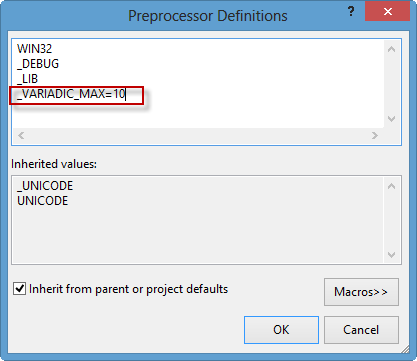 Preprocessor Definitions
?
WIN32
_DEBUG
_LIB
_VARIADIC_MAX=10
Inherited values:
_UNICODE
UNICODE
Inherit from parent or project defaults
Macros>>
OK
Cancel